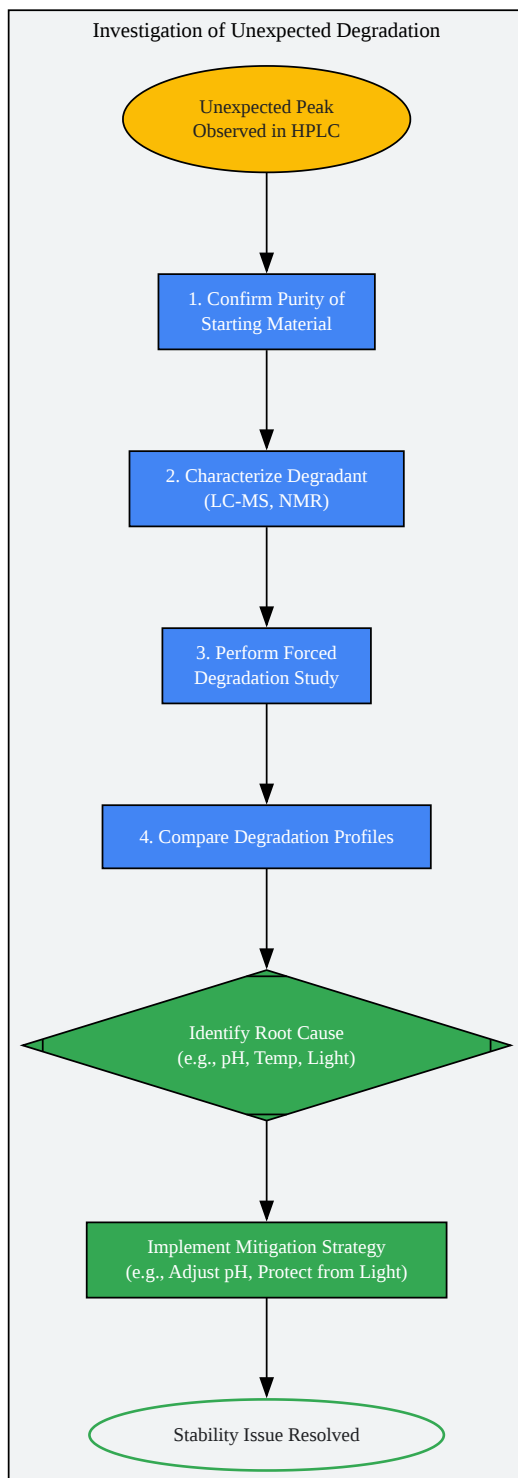 Investigation of Unexpected Degradation
Unexpected Peak
Observed in HPLC
1. Confirm Purity of
Starting Material
2. Characterize Degradant
(LC-MS, NMR)
3. Perform Forced
Degradation Study
4. Compare Degradation Profiles
Identify Root Cause
(e.g., pH, Temp, Light)
Implement Mitigation Strategy
(e.g., Adjust pH, Protect from Light)
Stability Issue Resolved